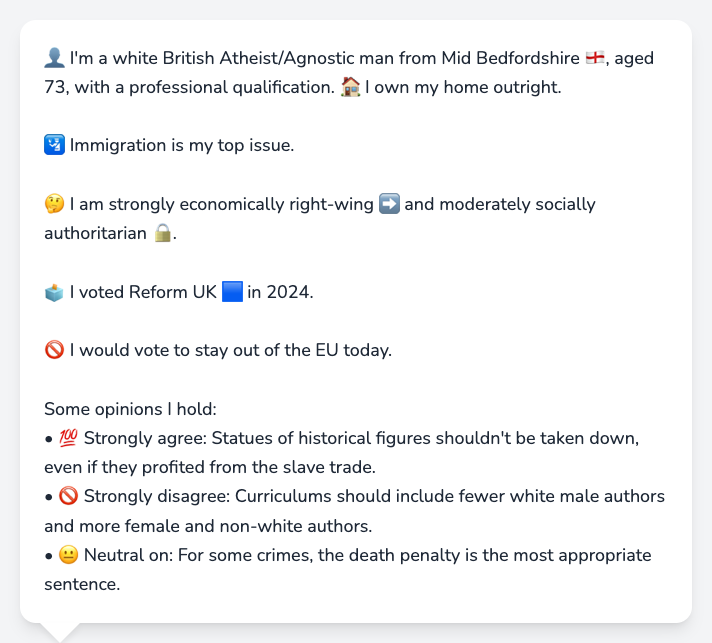 👤 I'm a white British Atheist/Agnostic man from Mid Bedfordshire 🏴󠁧󠁢󠁥󠁮󠁧󠁿, aged
73, with a professional qualification. 🏠 I own my home outright.
🛂 Immigration is my top issue.
🤔 I am strongly economically right-wing ➡️ and moderately socially
authoritarian 🔒.
🗳️ I voted Reform UK 🟦 in 2024.
🚫 I would vote to stay out of the EU today.
Some opinions I hold:
• 💯 Strongly agree: Statues of historical figures shouldn't be taken down,
even if they profited from the slave trade.
• 🚫 Strongly disagree: Curriculums should include fewer white male authors
and more female and non-white authors.
• 😐 Neutral on: For some crimes, the death penalty is the most appropriate
sentence.